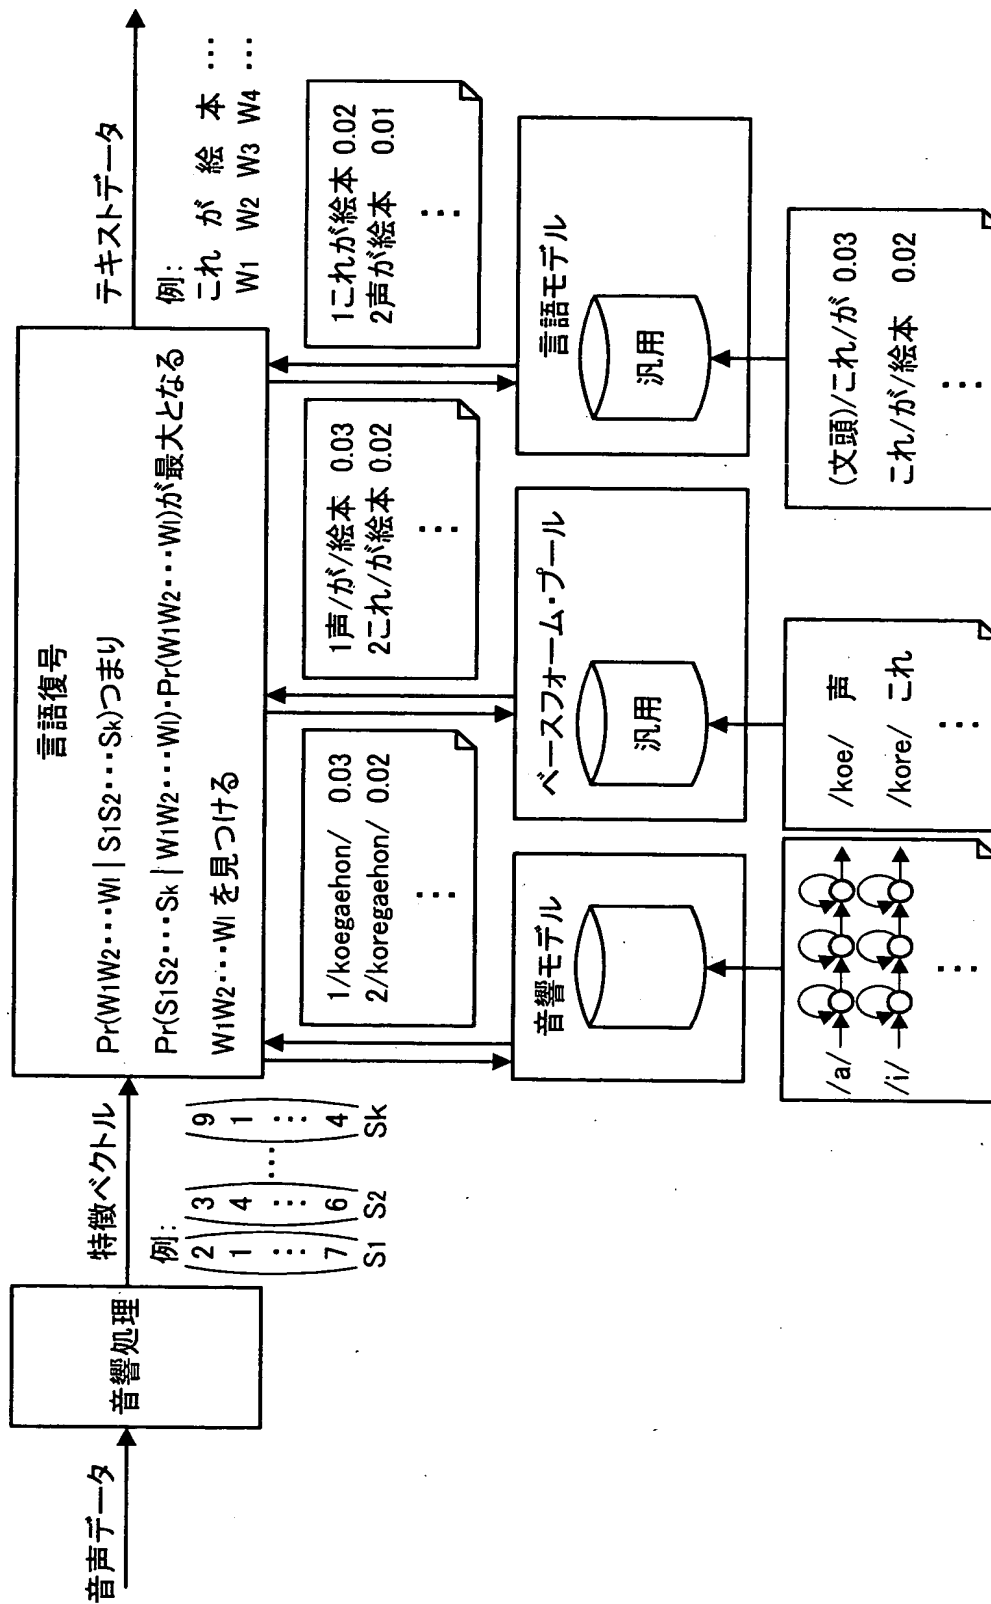 音声データ
音響処理
特徴ベクトル
例:
2 3 9
1 4 1
⋮ ⋮ ‥‥ ⋮
7 6 4
S1 S2 Sk
言語復号
Pr(W1W2・・・Wl | S1S2・・・Sk)つまり
Pr(S1S2・・・Sk | W1W2・・・Wl)・Pr(W1W2・・・Wl)が最大となる
W1W2・・・Wl を見つける
テキストデータ
例:
これ が 絵 本 ・・・
W1 W2 W3 W4 ・・・
1/koegaehon/ 0.03
2/koregaehon/ 0.02
⋮
1声/が/絵本 0.03
2これ/が絵本 0.02
⋮
1これが絵本 0.02
2声が絵本 0.01
⋮
音響モデル
ベースフォーム・プール
汎用
言語モデル
汎用
/a/
/i/
⋮
/koe/ 声
/kore/ これ
⋮
(文頭)/これ/が 0.03
これ/が/絵本 0.02
⋮